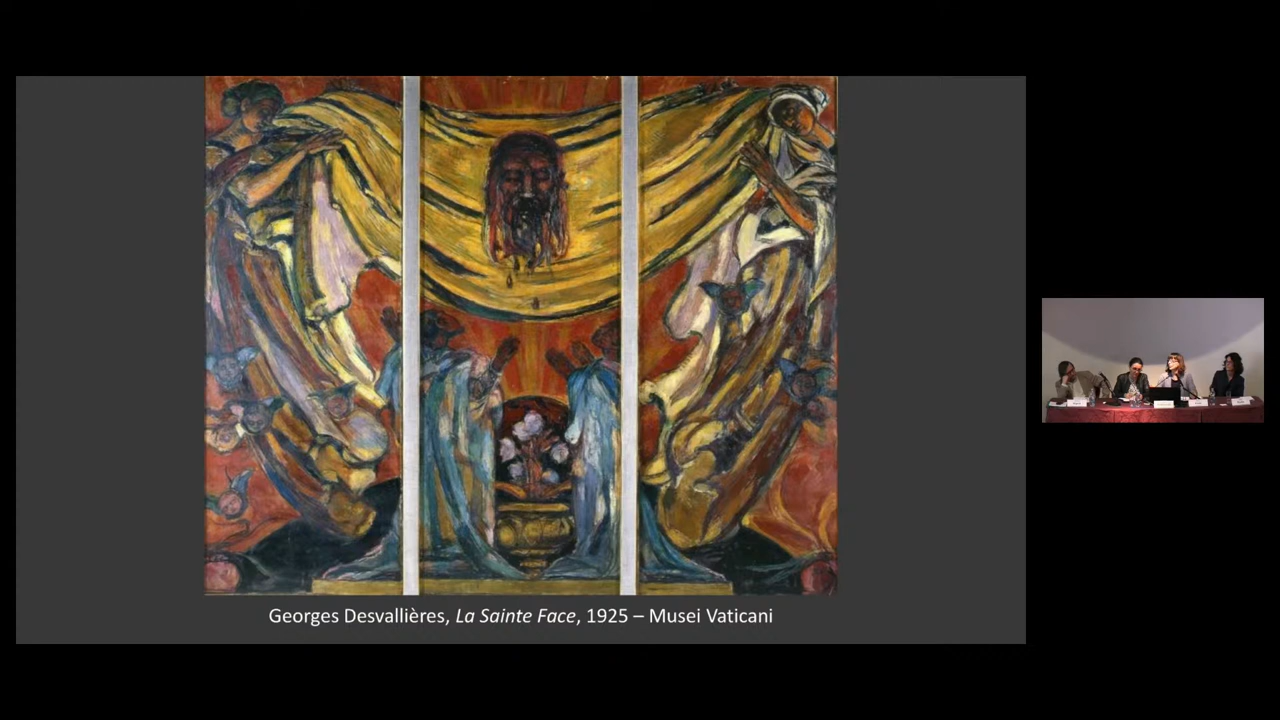 Georges Desvallières, La Sainte Face, 1925 – Musei Vaticani